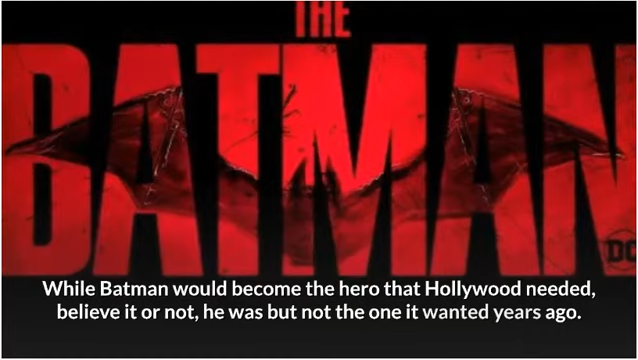 THE
BATMAN
DC
While Batman would become the hero that Hollywood needed,
believe it or not, he was but not the one it wanted years ago.